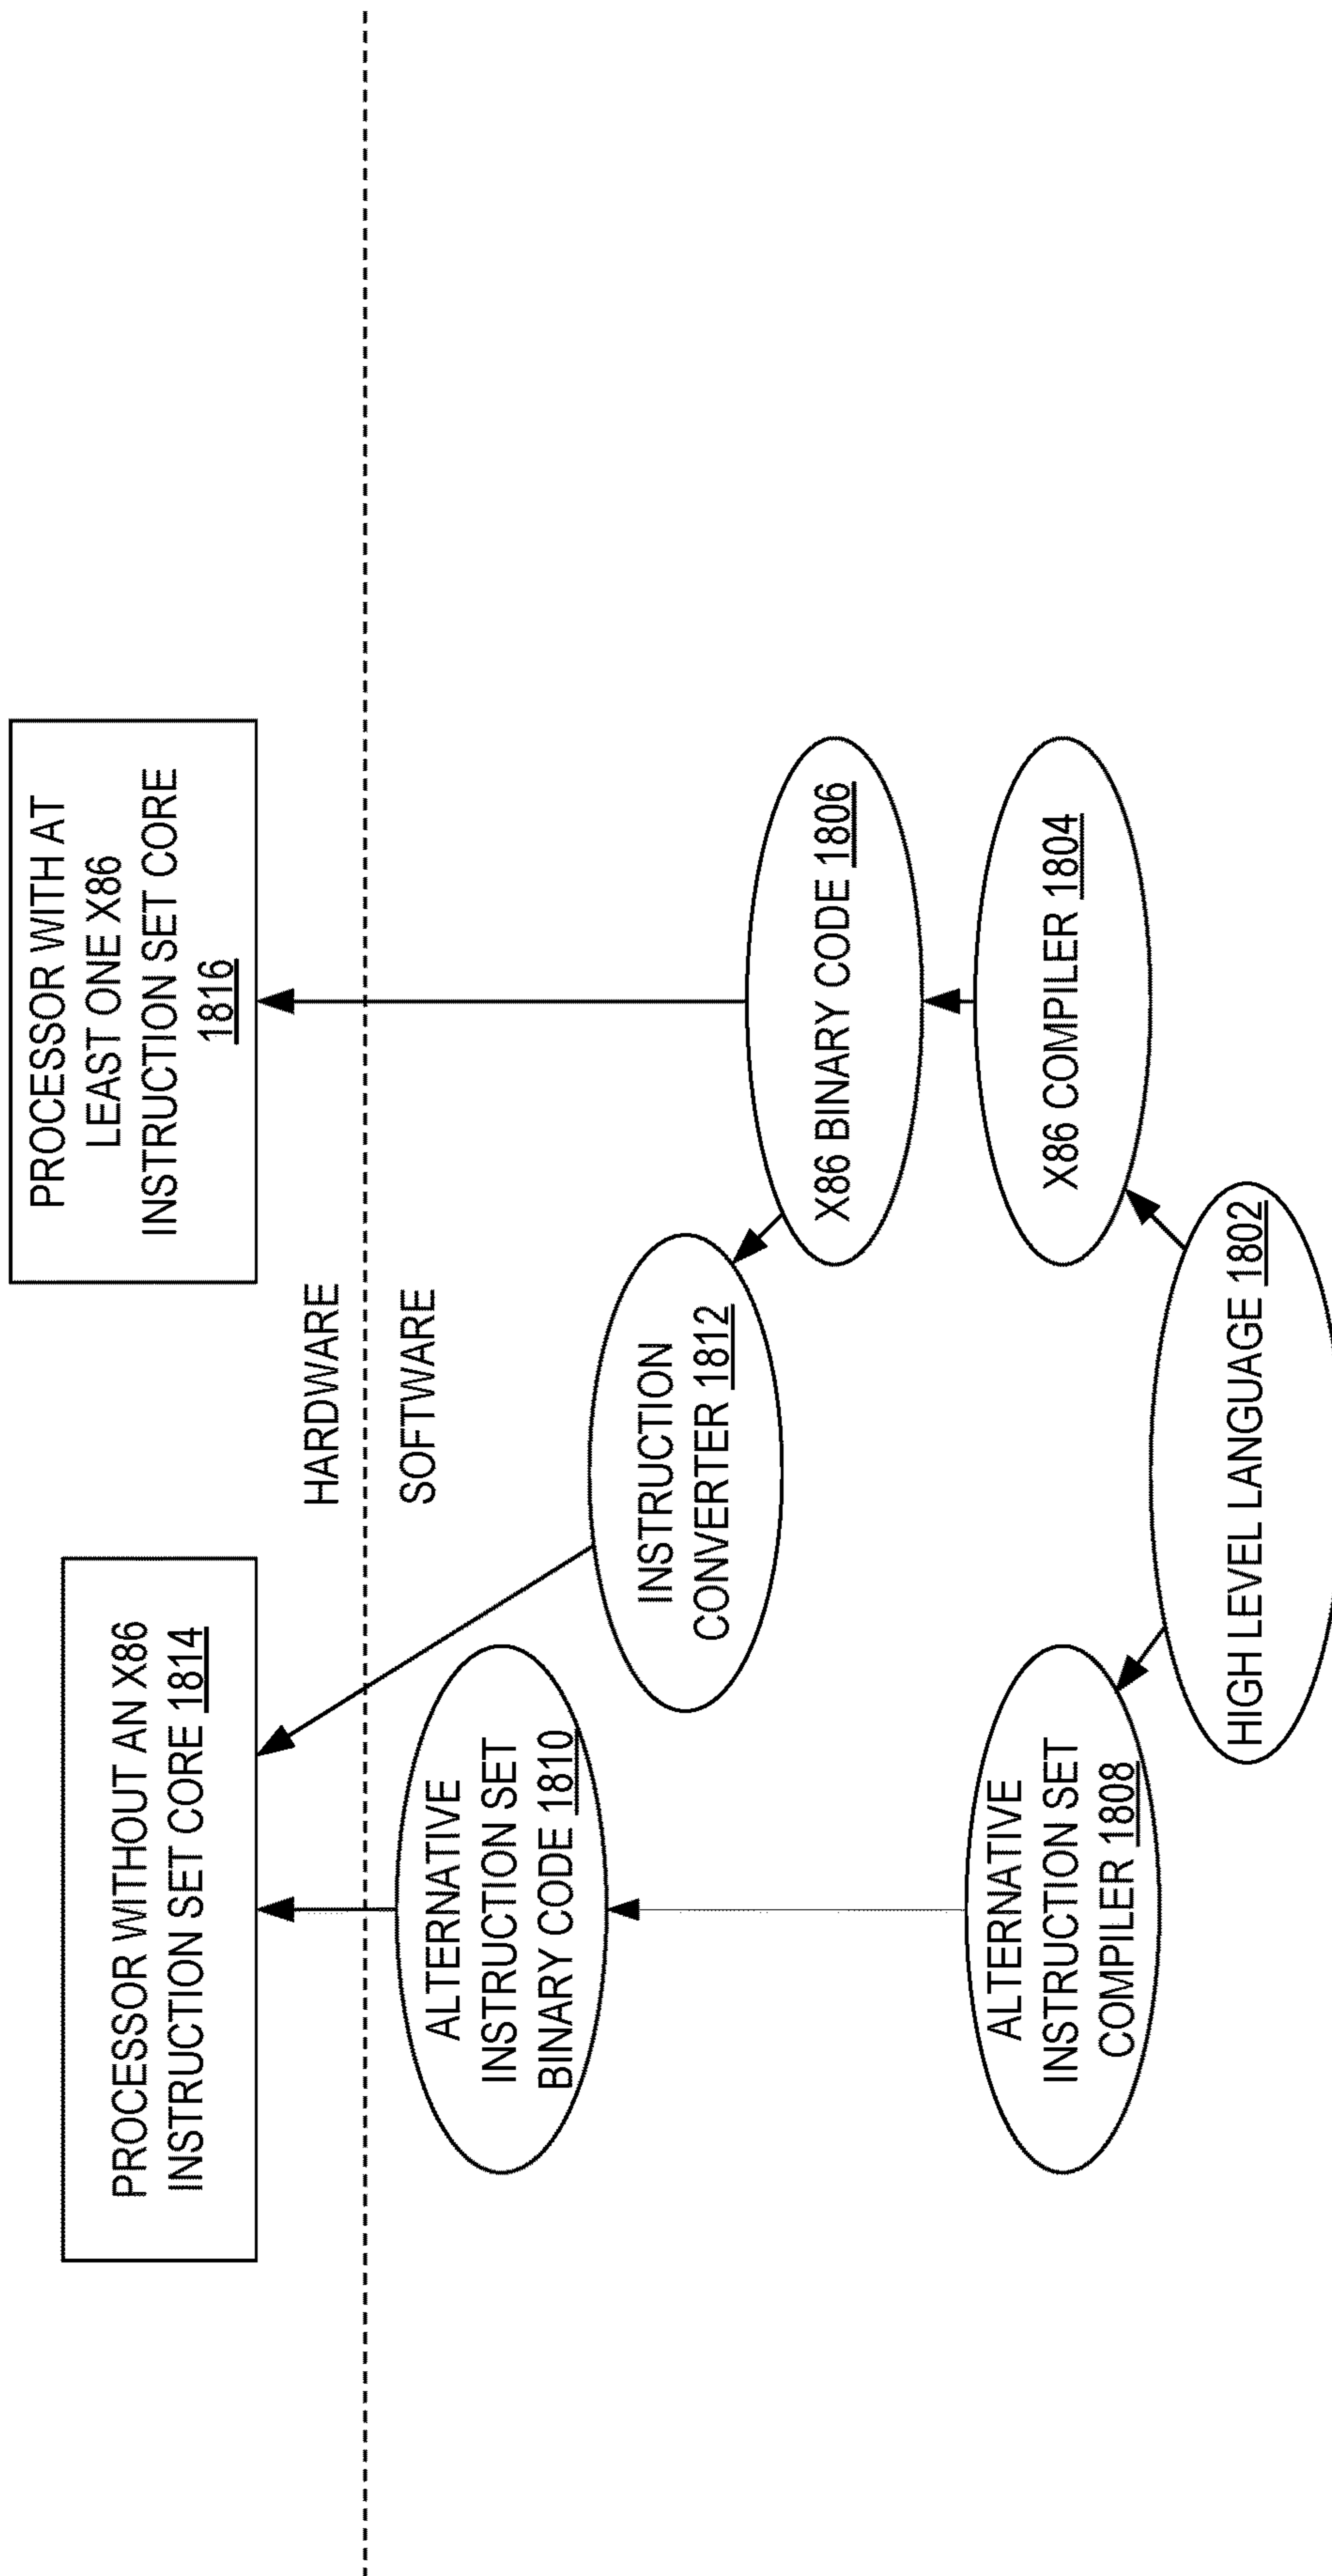 PROCESSOR WITHOUT AN X86
INSTRUCTION SET CORE 1814
PROCESSOR WITH AT
LEAST ONE X86
INSTRUCTION SET CORE
1816
HARDWARE
SOFTWARE
ALTERNATIVE
INSTRUCTION SET
BINARY CODE 1810
INSTRUCTION
CONVERTER 1812
X86 BINARY CODE 1806
ALTERNATIVE
INSTRUCTION SET
COMPILER 1808
X86 COMPILER 1804
HIGH LEVEL LANGUAGE 1802